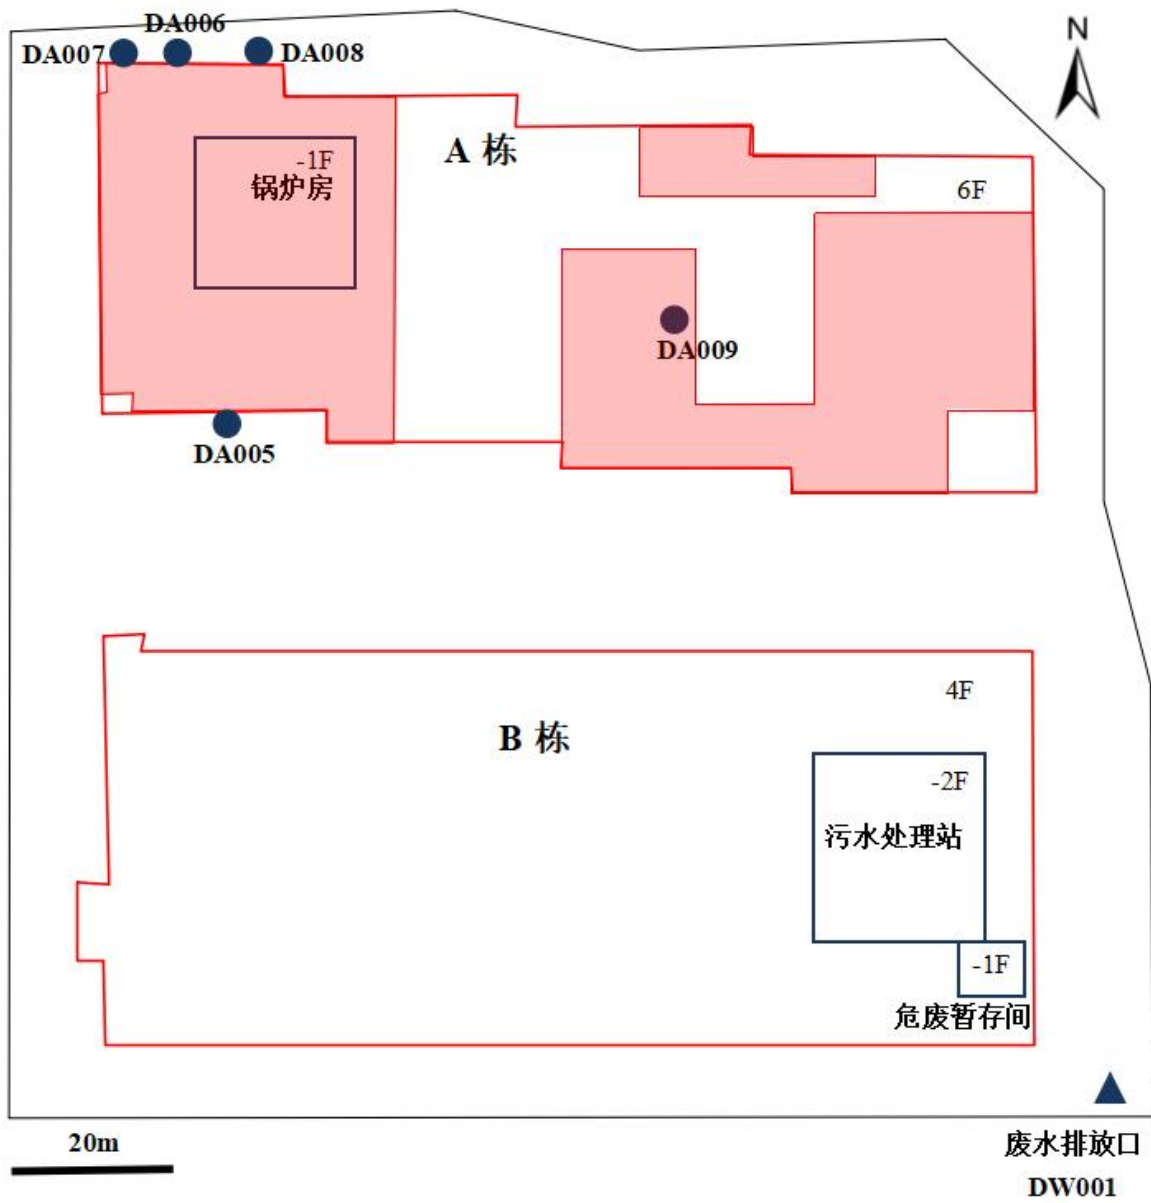 DA006
N
DA007
DA008
A 栋
-1F
锅炉房
6F
DA009
DA005
4F
B 栋
-2F
污水处理站
-1F
危废暂存间
20m
废水排放口
DW001